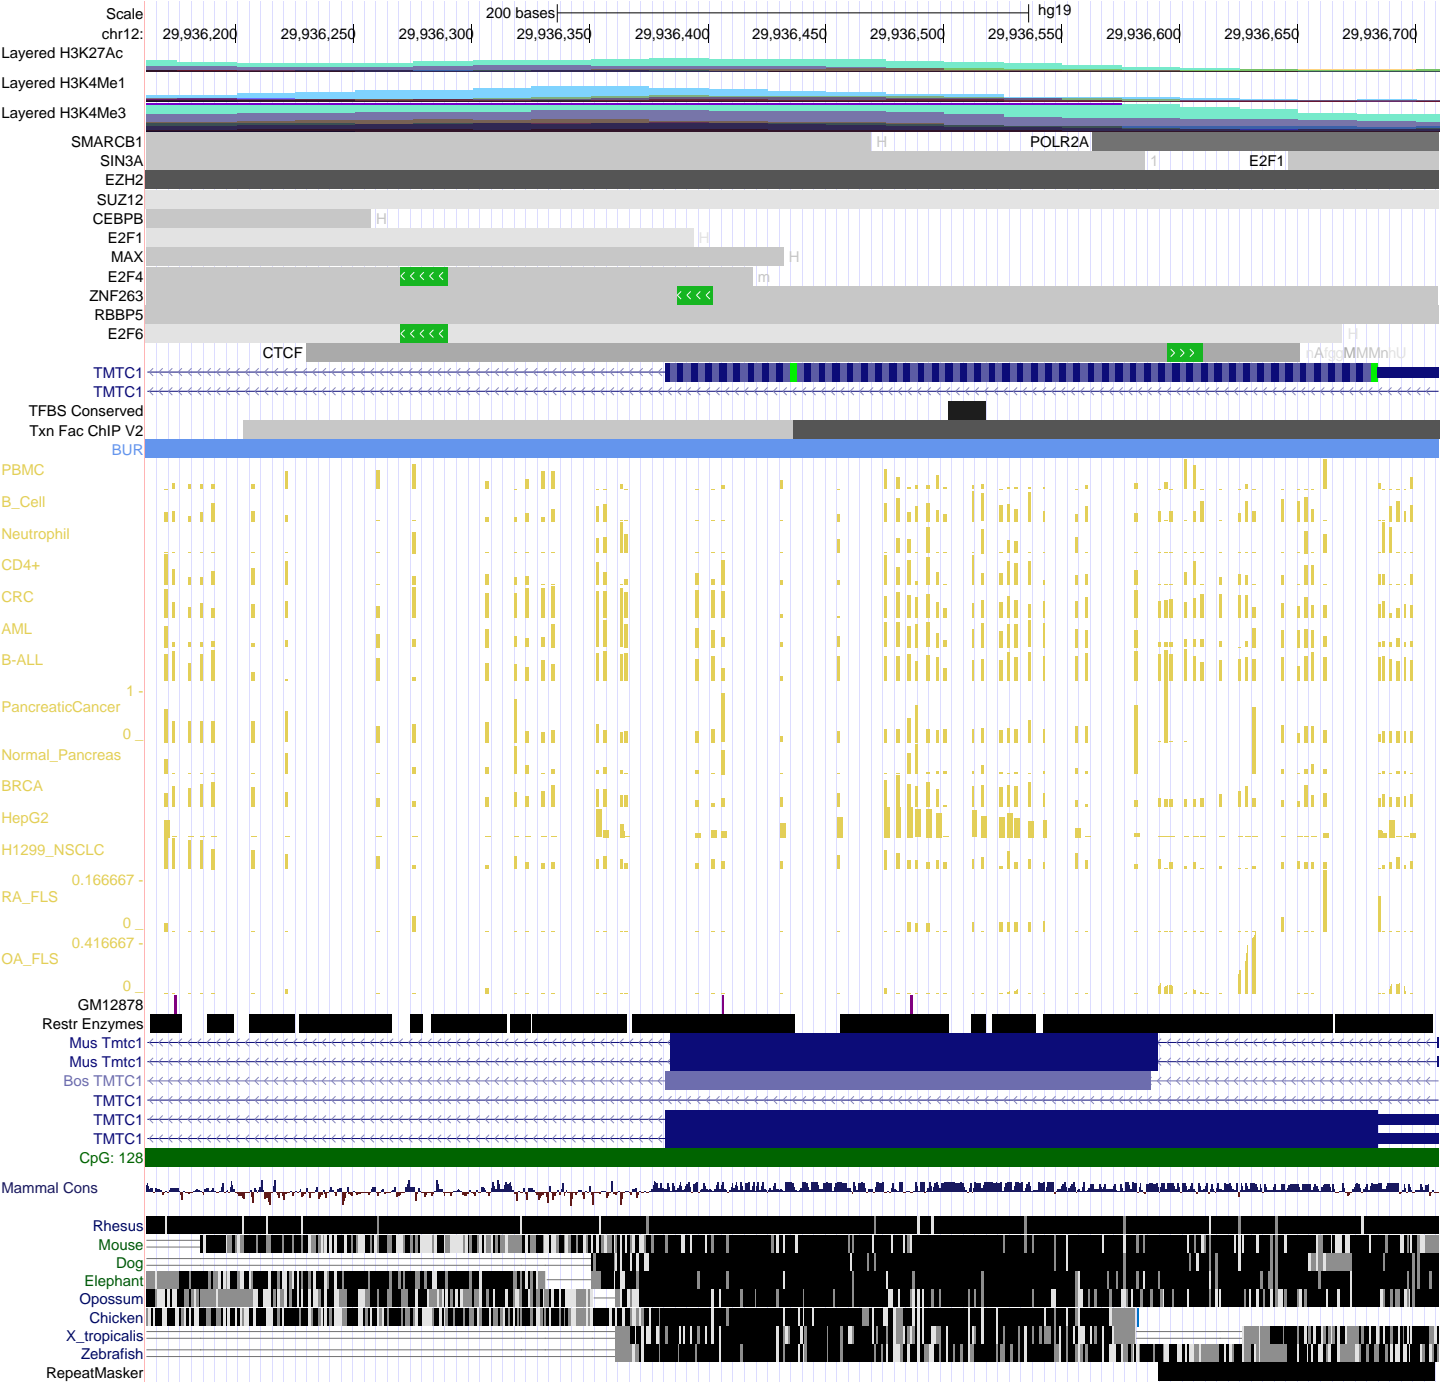 Scale 200 bases hg19
chr12: 29,936,200 29,936,250 29,936,300 29,936,350 29,936,400 29,936,450 29,936,500 29,936,550 29,936,600 29,936,650 29,936,700
Layered H3K27Ac
Layered H3K4Me1
Layered H3K4Me3
SMARCB1 H POLR2A
SIN3A 1 E2F1
EZH2
SUZ12
CEBPB H
E2F1 H
MAX H
E2F4 m
ZNF263
RBBP5
E2F6 H
CTCF
TMTC1
TMTC1
TFBS Conserved
Txn Fac ChIP V2
BUR
PBMC
B_Cell
Neutrophil
CD4+
CRC
AML
B-ALL
1 -
PancreaticCancer
0 _
Normal_Pancreas
BRCA
HepG2
H1299_NSCLC
0.166667 -
RA_FLS
0 _
0.416667 -
OA_FLS
0 _
GM12878
Restr Enzymes
Mus Tmtc1
Mus Tmtc1
Bos TMTC1
TMTC1
TMTC1
TMTC1
CpG: 128
Mammal Cons
Rhesus
Mouse
Dog
Elephant
Opossum
Chicken
X_tropicalis
Zebrafish
RepeatMasker